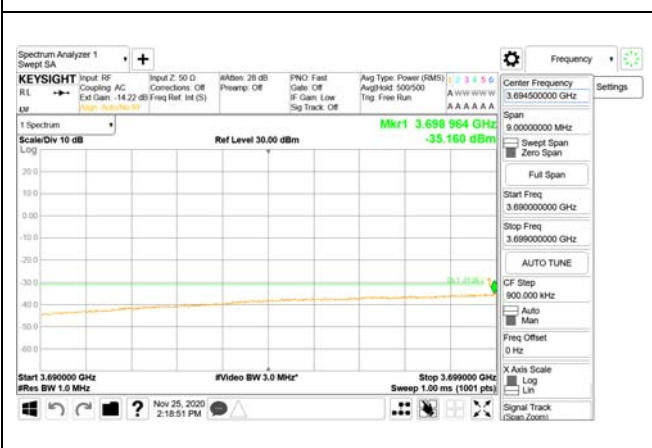 Spectrum Analyzer 1
Swept SA
+
Frequency
KEYSIGHT
RL
Input: RF
Coupling: AC
Ext Gain: -14.22 dB
Align: Auto/No RF
Input Z: 50 Ω
Corrections: Off
Freq Ref: Int (S)
#Atten: 28 dB
Preamp: Off
PNO: Fast
Gate: Off
IF Gain: Low
Sig Track: Off
Avg Type: Power (RMS)
Avg|Hold: 500/500
Trig: Free Run
1 2 3 4 5 6
A W W W W W
A A A A A A
1 Spectrum
Scale/Div 10 dB
Log
Ref Level 30.00 dBm
Mkr1 3.698 964 GHz
-35.160 dBm
20.0
10.0
0.00
-10.0
-20.0
-30.0
-40.0
-50.0
-60.0
Start 3.690000 GHz
#Res BW 1.0 MHz
#Video BW 3.0 MHz*
Stop 3.699000 GHz
Sweep 1.00 ms (1001 pts)
Nov 25, 2020
2:18:51 PM
Center Frequency
3.694500000 GHz
Settings
Span
9.00000000 MHz
Swept Span
Zero Span
Full Span
Start Freq
3.690000000 GHz
Stop Freq
3.699000000 GHz
AUTO TUNE
CF Step
900.000 kHz
Auto
Man
Freq Offset
0 Hz
X Axis Scale
Log
Lin
Signal Track
(Span Zoom)